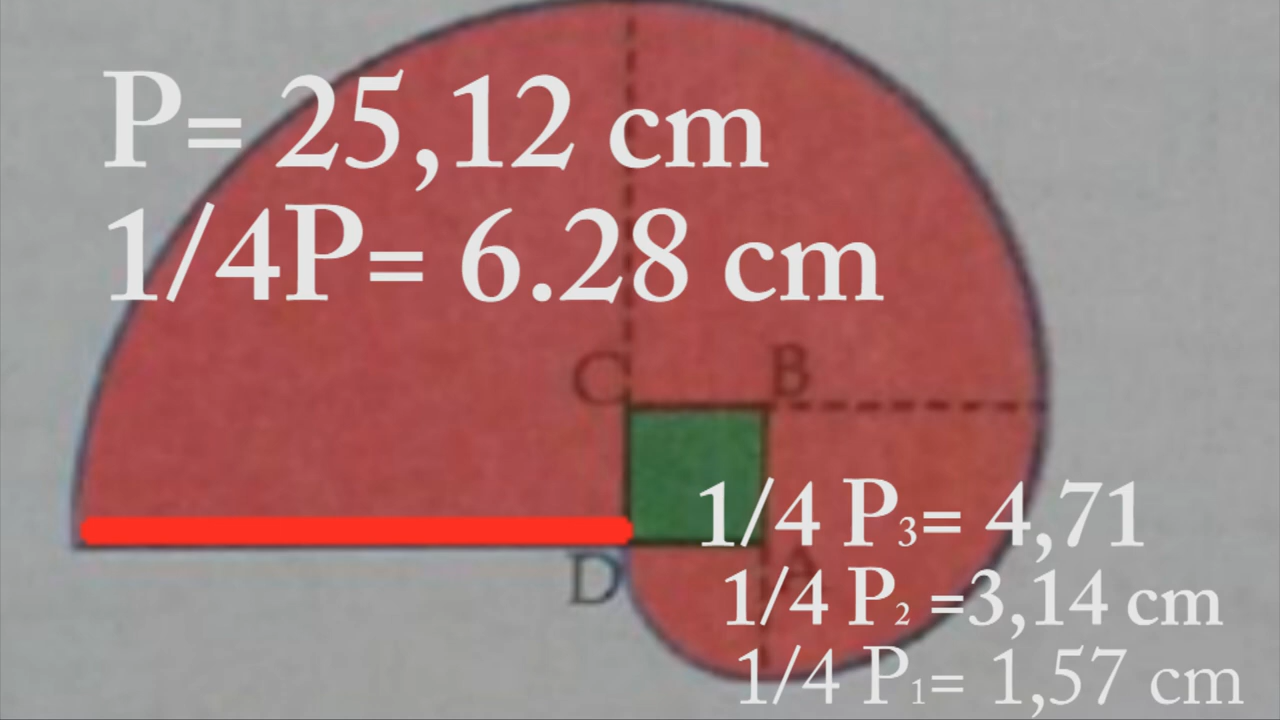 P= 25,12 cm
1/4P= 6.28 cm
C B
D A
1/4 P₃= 4,71
1/4 P₂ =3,14 cm
1/4 P₁= 1,57 cm